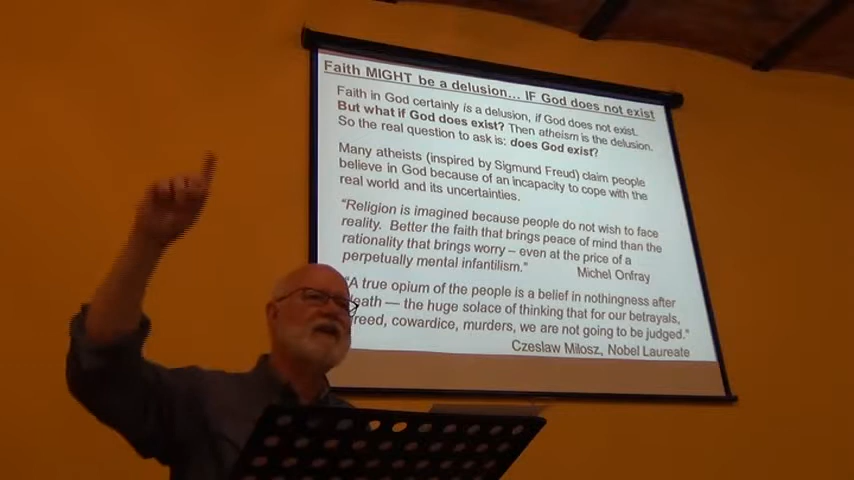 Faith MIGHT be a delusion... IF God does not exist
Faith in God certainly is a delusion, if God does not exist.
But what if God does exist? Then atheism is the delusion.
So the real question to ask is: does God exist?
Many atheists (inspired by Sigmund Freud) claim people
believe in God because of an incapacity to cope with the
real world and its uncertainties.
“Religion is imagined because people do not wish to face
reality. Better the faith that brings peace of mind than the
rationality that brings worry – even at the price of a
perpetually mental infantilism.” Michel Onfray
“A true opium of the people is a belief in nothingness after
death — the huge solace of thinking that for our betrayals,
greed, cowardice, murders, we are not going to be judged.”
Czeslaw Milosz, Nobel Laureate